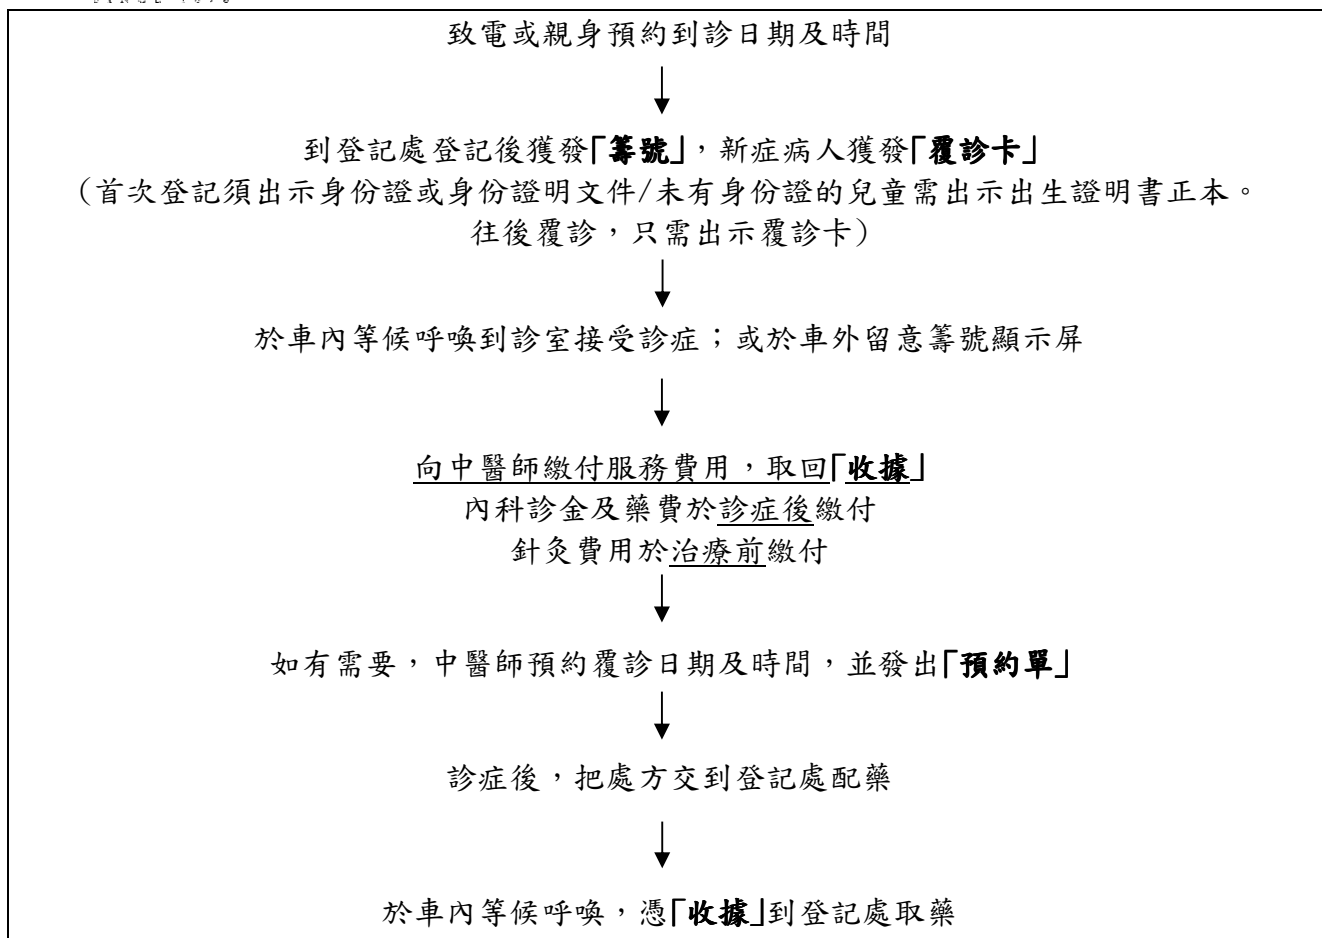 致電或親身預約到診日期及時間
到登記處登記後獲發「籌號」，新症病人獲發「覆診卡」
（首次登記須出示身份證或身份證明文件/未有身份證的兒童需出示出生證明書正本。
往後覆診，只需出示覆診卡）
於車內等候呼喚到診室接受診症；或於車外留意籌號顯示屏
向中醫師繳付服務費用，取回「收據」
內科診金及藥費於診症後繳付
針灸費用於治療前繳付
如有需要，中醫師預約覆診日期及時間，並發出「預約單」
診症後，把處方交到登記處配藥
於車內等候呼喚，憑「收據」到登記處取藥